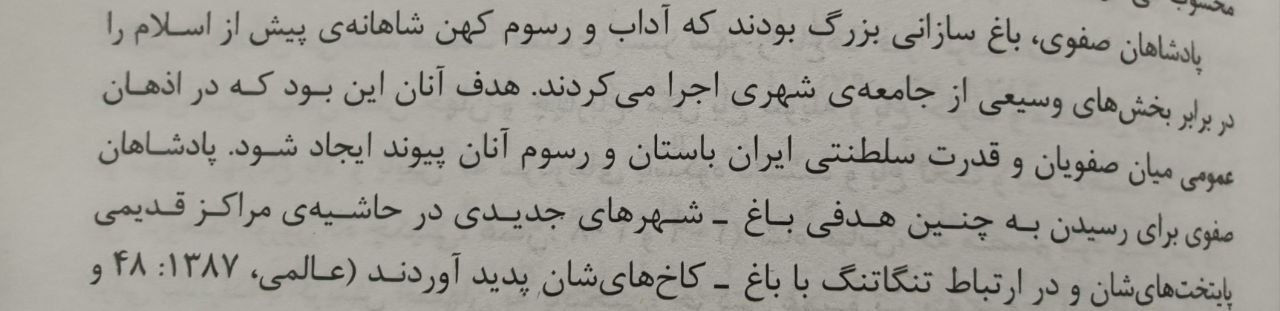 محسوب
پادشاهان صفوی، باغ سازانی بزرگ بودند که آداب و رسوم کهن شاهانه‌ی پیش از اسلام را
در برابر بخش‌های وسیعی از جامعه‌ی شهری اجرا می‌کردند. هدف آنان این بود که در اذهان
عمومی میان صفویان و قدرت سلطنتی ایران باستان و رسوم آنان پیوند ایجاد شود. پادشاهان
صفوی برای رسیدن به چنین هدفی باغ ـ شهرهای جدیدی در حاشیه‌ی مراکز قدیمی
پایتخت‌های‌شان و در ارتباط تنگاتنگ با باغ ـ کاخ‌های‌شان پدید آوردند (عالمی، ۱۳۸۷: ۴۸ و